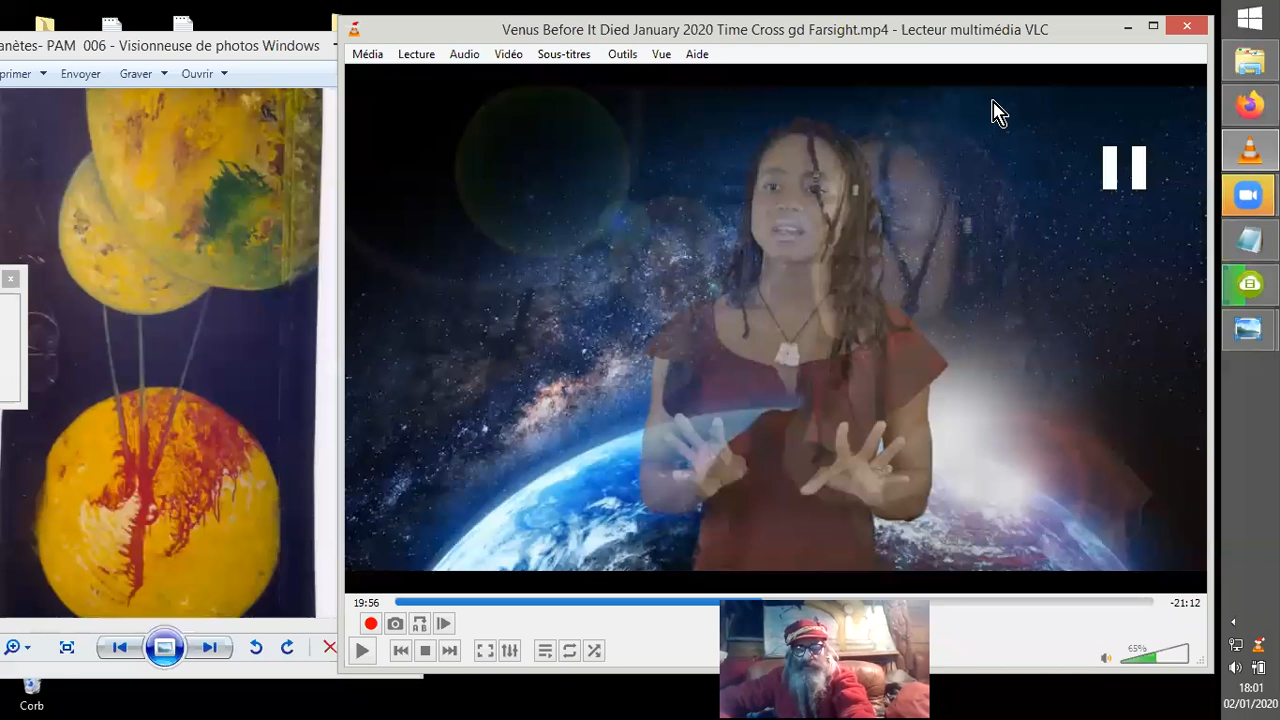 Venus Before It Died January 2020 Time Cross gd Farsight.mp4 - Lecteur multimédia VLC
anètes- PAM 006 - Visionneuse de photos Windows
Média Lecture Audio Vidéo Sous-titres Outils Vue Aide
primer Envoyer Graver Ouvrir
19:56
-21:12
A B
65%
Corb
18:01
02/01/2020